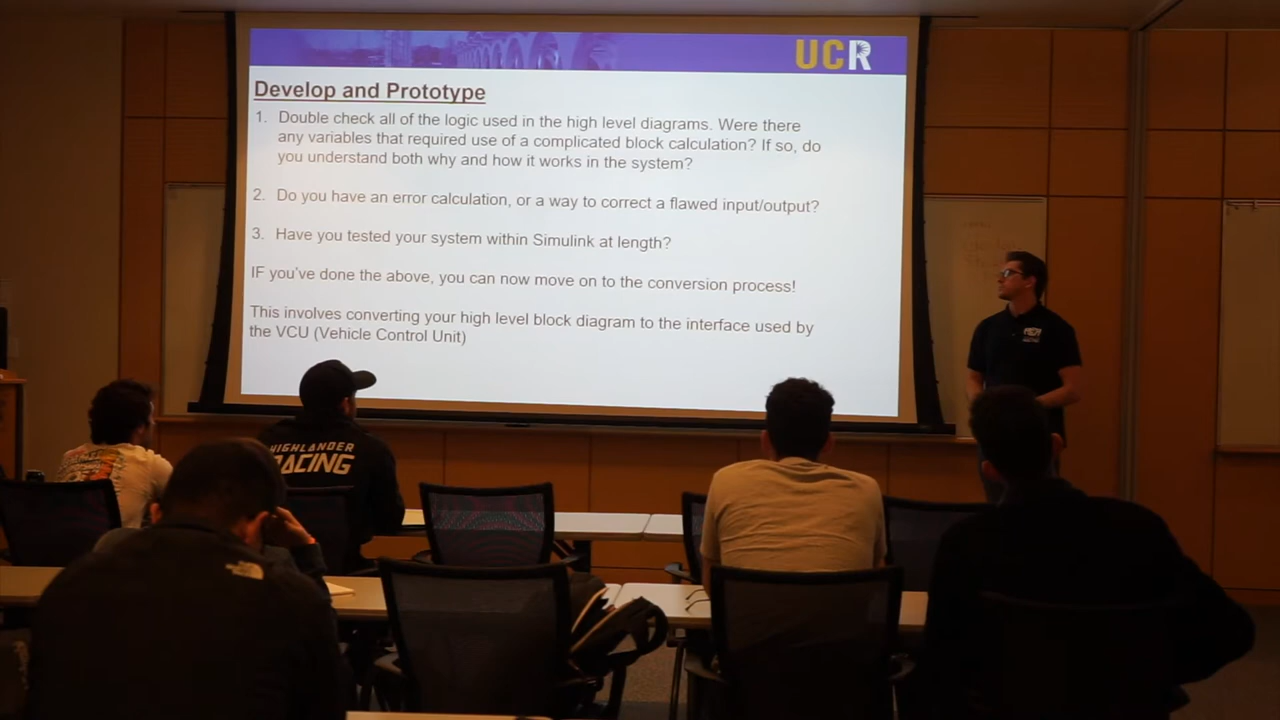 UCR
Develop and Prototype
1. Double check all of the logic used in the high level diagrams. Were there
any variables that required use of a complicated block calculation? If so, do
you understand both why and how it works in the system?
2. Do you have an error calculation, or a way to correct a flawed input/output?
3. Have you tested your system within Simulink at length?
IF you've done the above, you can now move on to the conversion process!
This involves converting your high level block diagram to the interface used by
the VCU (Vehicle Control Unit)
HIGHLANDER
RACING